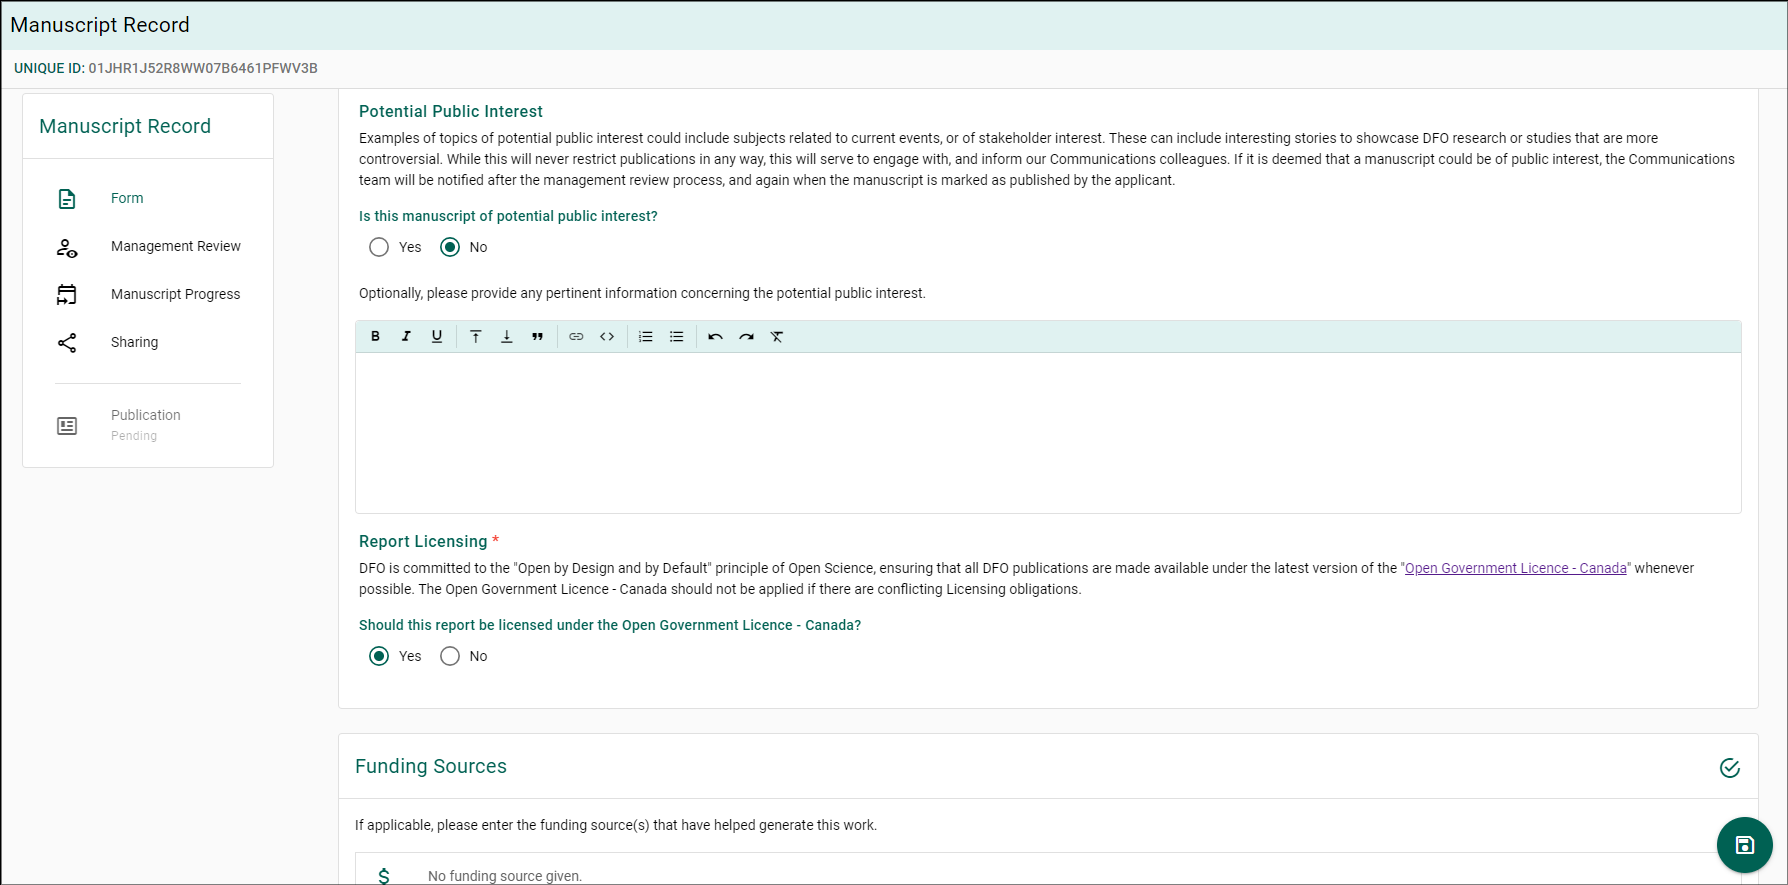 Manuscript Record
UNIQUE ID: 01JHR1J52R8WW07B6461PFWV3B
Manuscript Record
Form
Management Review
Manuscript Progress
Sharing
Publication
Pending
Potential Public Interest
Examples of topics of potential public interest could include subjects related to current events, or of stakeholder interest. These can include interesting stories to showcase DFO research or studies that are more
controversial. While this will never restrict publications in any way, this will serve to engage with, and inform our Communications colleagues. If it is deemed that a manuscript could be of public interest, the Communications
team will be notified after the management review process, and again when the manuscript is marked as published by the applicant.
Is this manuscript of potential public interest?
Yes No
Optionally, please provide any pertinent information concerning the potential public interest.
B I U
Report Licensing *
DFO is committed to the "Open by Design and by Default" principle of Open Science, ensuring that all DFO publications are made available under the latest version of the "Open Government Licence - Canada" whenever
possible. The Open Government Licence - Canada should not be applied if there are conflicting Licensing obligations.
Should this report be licensed under the Open Government Licence - Canada?
Yes No
Funding Sources
If applicable, please enter the funding source(s) that have helped generate this work.
$ No funding source given.